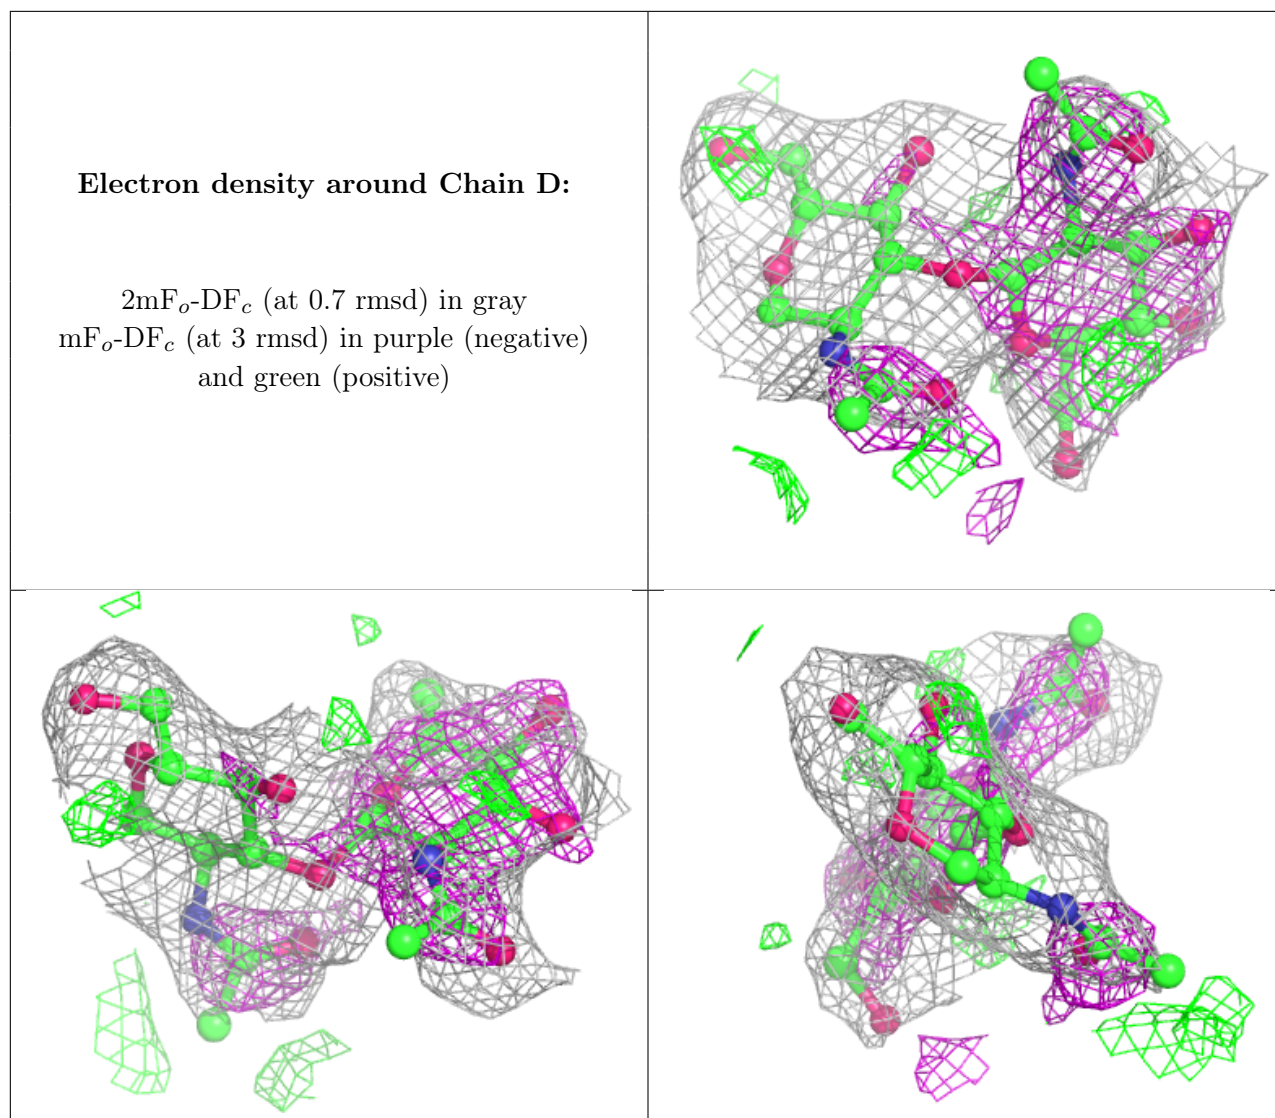 Electron density around Chain D:
2mFo-DFc (at 0.7 rmsd) in gray
mFo-DFc (at 3 rmsd) in purple (negative)
and green (positive)